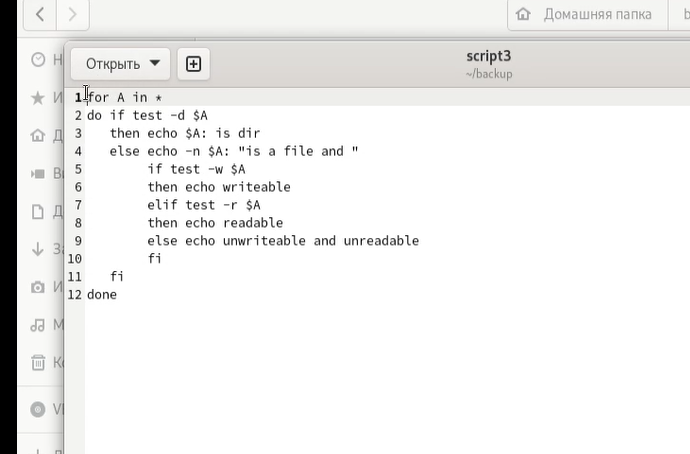 Домашняя папка
Открыть
script3
~/backup
1 for A in *
2 do if test -d $A
3    then echo $A: is dir
4    else echo -n $A: "is a file and "
5         if test -w $A
6         then echo writeable
7         elif test -r $A
8         then echo readable
9         else echo unwriteable and unreadable
10         fi
11    fi
12 done